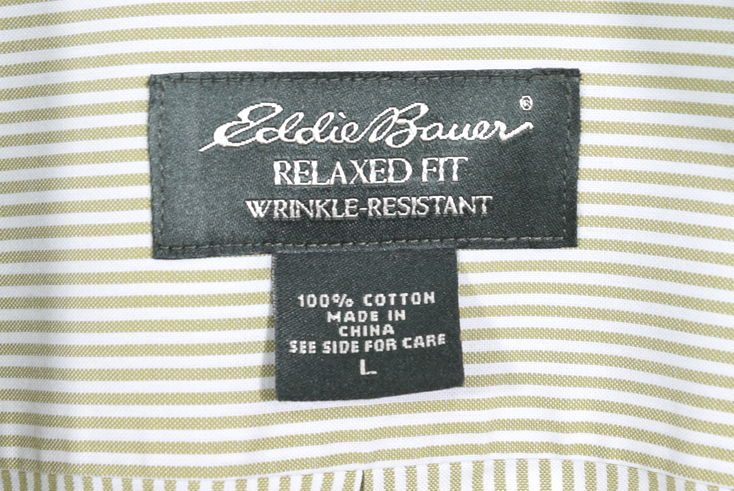 Eddie Bauer®
RELAXED FIT
WRINKLE-RESISTANT
100% COTTON
MADE IN
CHINA
SEE SIDE FOR CARE
L